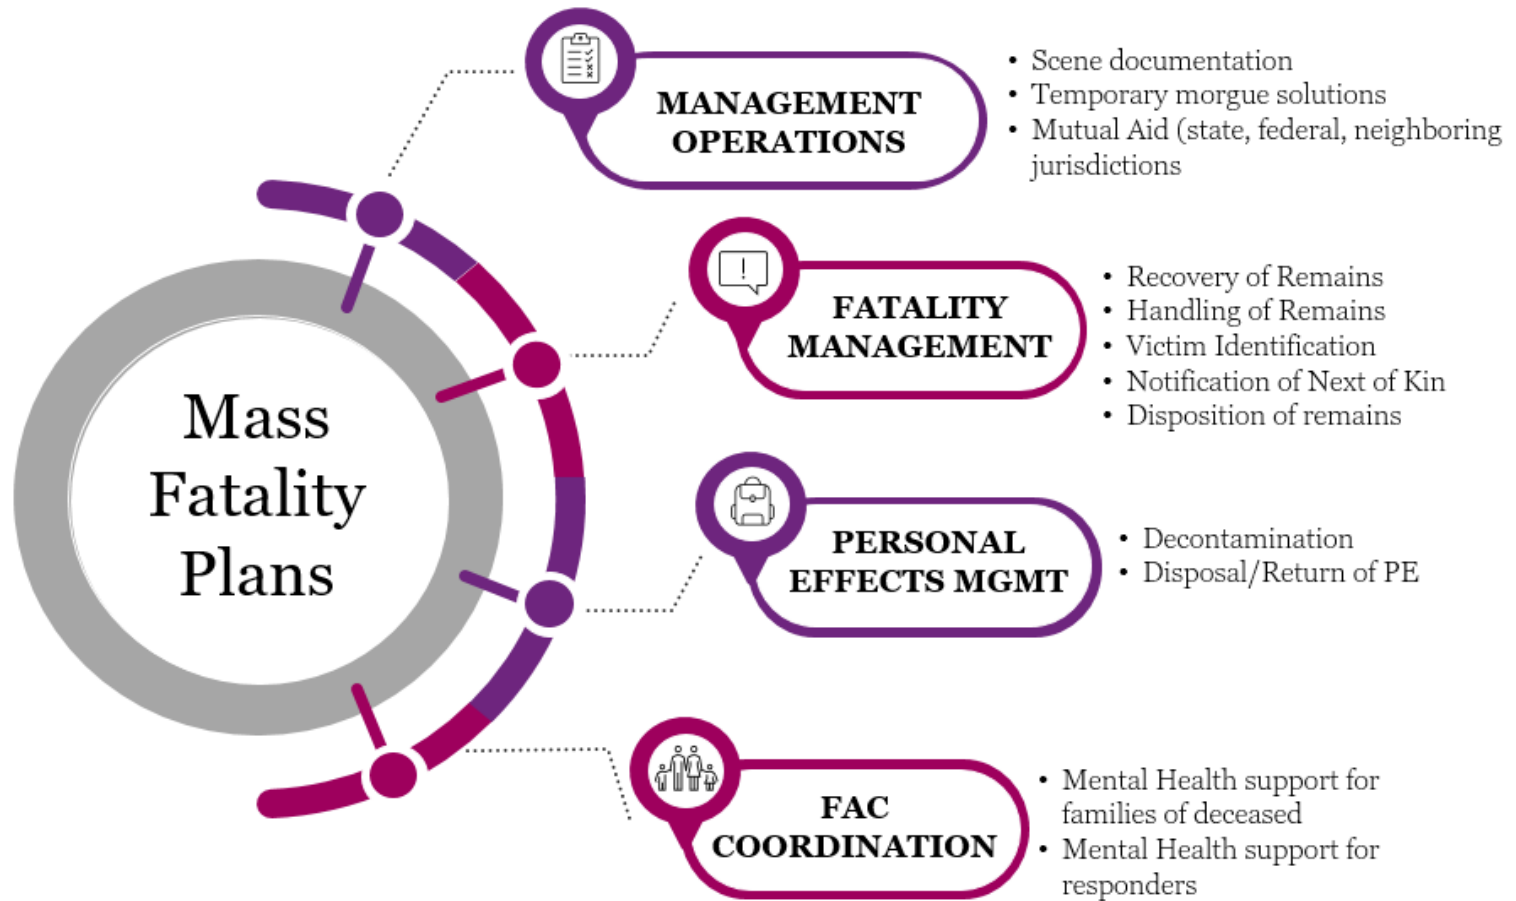 Mass
Fatality
Plans
MANAGEMENT
OPERATIONS
• Scene documentation
• Temporary morgue solutions
• Mutual Aid (state, federal, neighboring
jurisdictions
!
FATALITY
MANAGEMENT
• Recovery of Remains
• Handling of Remains
• Victim Identification
• Notification of Next of Kin
• Disposition of remains
PERSONAL
EFFECTS MGMT
• Decontamination
• Disposal/Return of PE
FAC
COORDINATION
• Mental Health support for
families of deceased
• Mental Health support for
responders